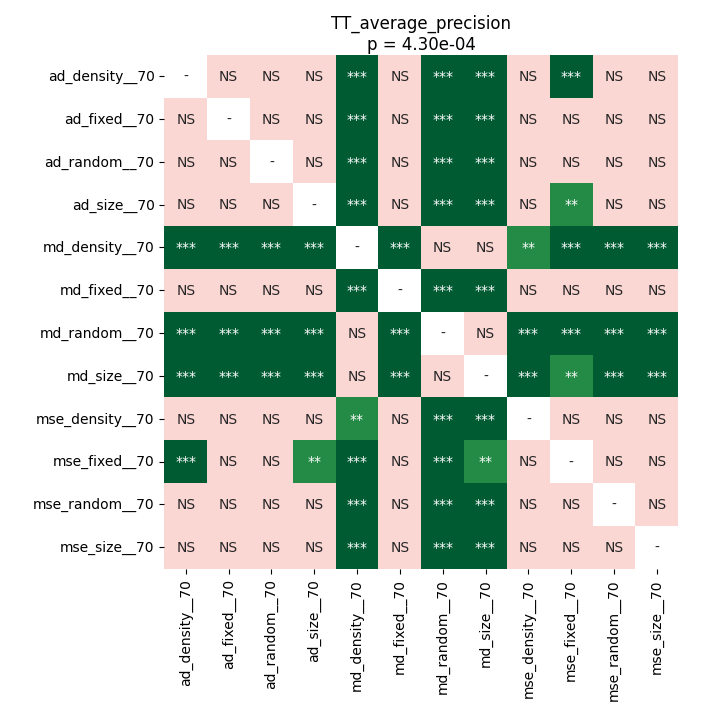 TT_average_precision
p = 4.30e-04
ad_density__70 - NS NS NS *** NS *** *** NS *** NS NS
ad_fixed__70 NS - NS NS *** NS *** *** NS NS NS NS
ad_random__70 NS NS - NS *** NS *** *** NS NS NS NS
ad_size__70 NS NS NS - *** NS *** *** NS ** NS NS
md_density__70 *** *** *** *** - *** NS NS ** *** *** ***
md_fixed__70 NS NS NS NS *** - *** *** NS NS NS NS
md_random__70 *** *** *** *** NS *** - NS *** *** *** ***
md_size__70 *** *** *** *** NS *** NS - *** ** *** ***
mse_density__70 NS NS NS NS ** NS *** *** - NS NS NS
mse_fixed__70 *** NS NS ** *** NS *** ** NS - NS NS
mse_random__70 NS NS NS NS *** NS *** *** NS NS - NS
mse_size__70 NS NS NS NS *** NS *** *** NS NS NS -
ad_density__70
ad_fixed__70
ad_random__70
ad_size__70
md_density__70
md_fixed__70
md_random__70
md_size__70
mse_density__70
mse_fixed__70
mse_random__70
mse_size__70